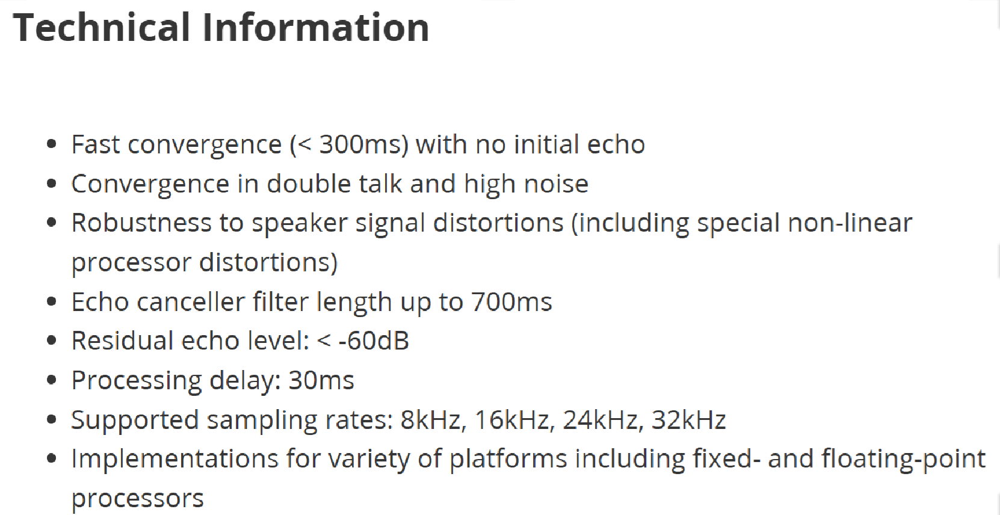 Technical Information
• Fast convergence (< 300ms) with no initial echo
• Convergence in double talk and high noise
• Robustness to speaker signal distortions (including special non-linear
processor distortions)
• Echo canceller filter length up to 700ms
• Residual echo level: < -60dB
• Processing delay: 30ms
• Supported sampling rates: 8kHz, 16kHz, 24kHz, 32kHz
• Implementations for variety of platforms including fixed- and floating-point
processors